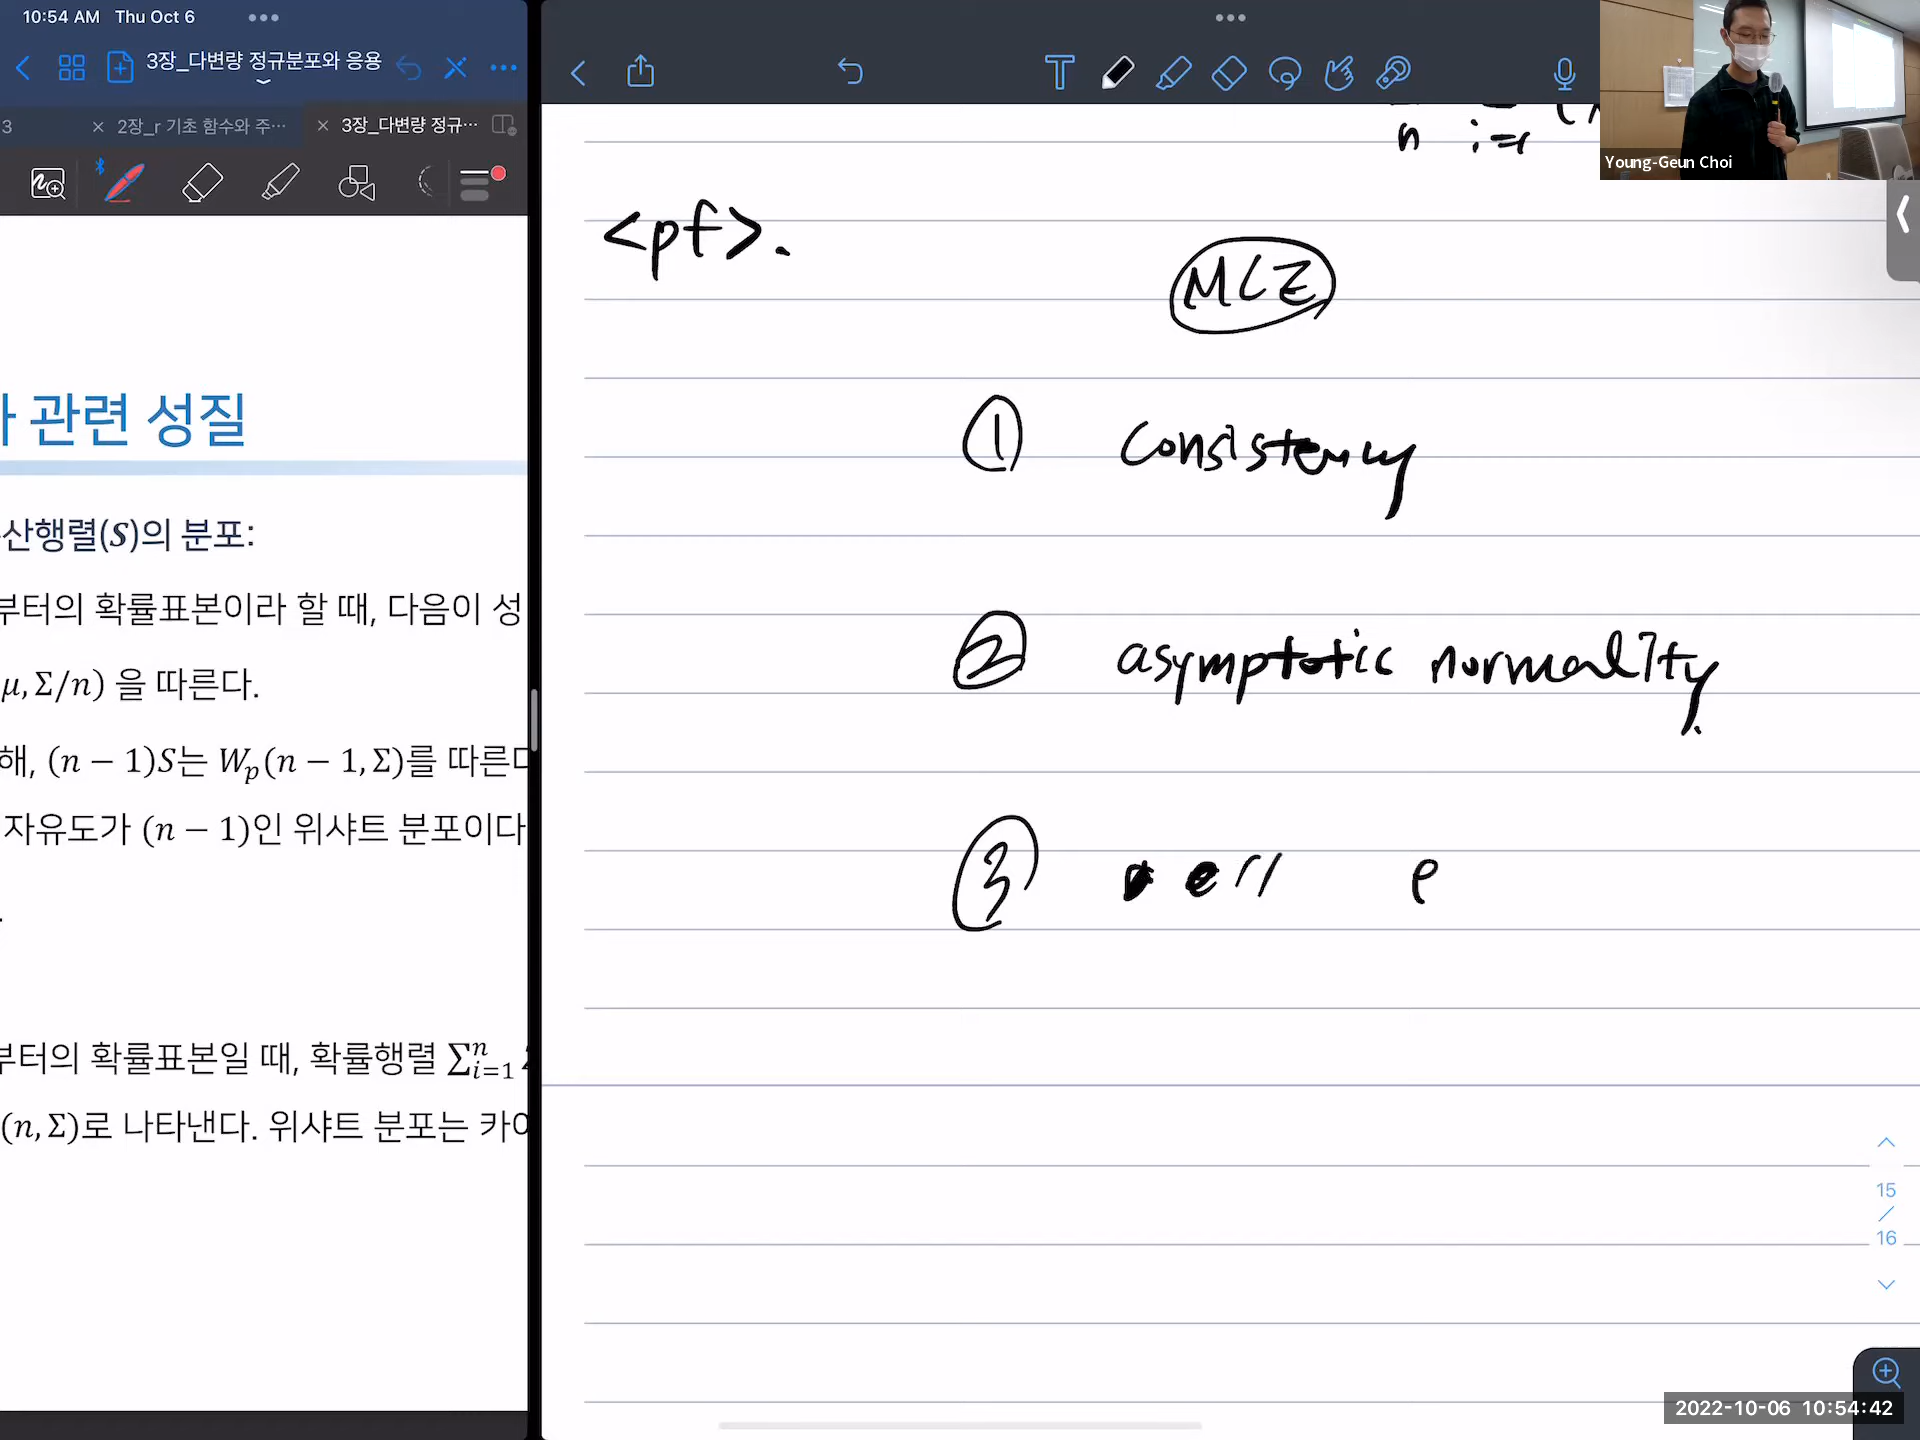 10:54 AM Thu Oct 6
3장_다변량 정규분포와 응용
3
2장_r 기초 함수와 주…
3장_다변량 정규…
관련 성질
산행렬(S)의 분포:
부터의 확률표본이라 할 때, 다음이 성
μ, Σ/n) 을 따른다.
해, (n − 1)S는 W_p(n − 1, Σ)를 따른다
자유도가 (n − 1)인 위샤트 분포이다
부터의 확률표본일 때, 확률행렬 Σ_{i=1}^n
(n, Σ)로 나타낸다. 위샤트 분포는 카이
n i=1
<pf>.
MLE
① consistency
② asymptotic normality.
③
Young-Geun Choi
15
/
16
2022-10-06 10:54:42